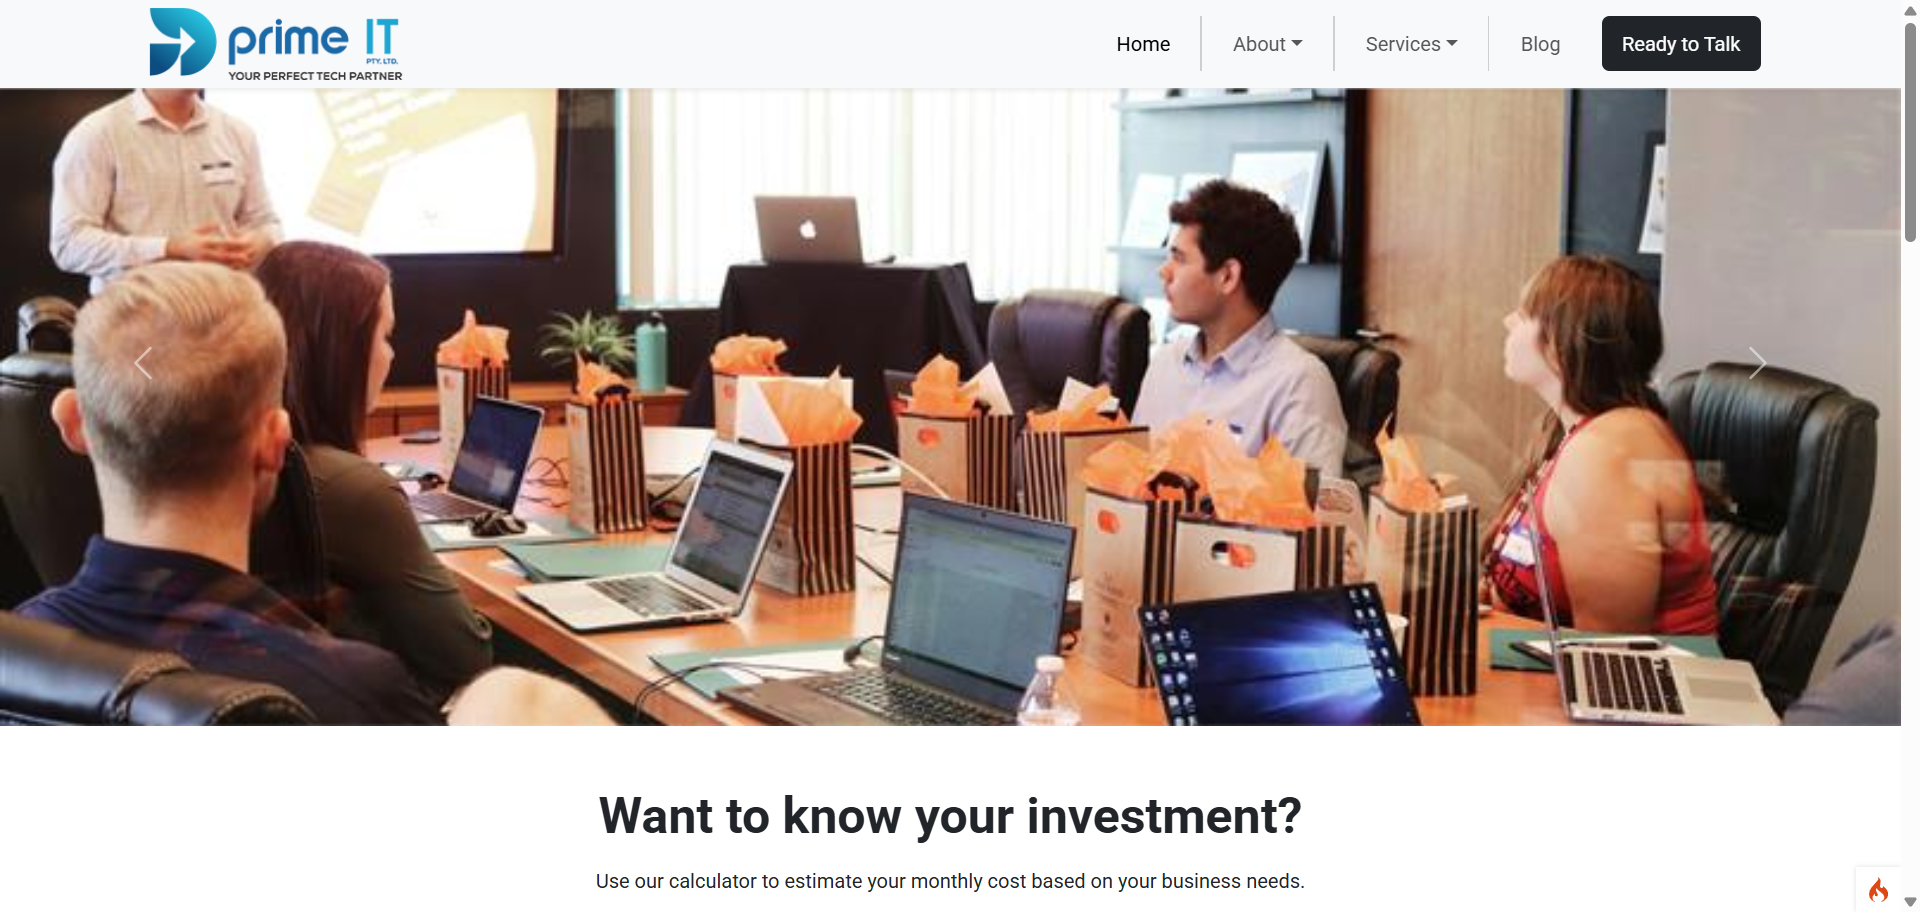 prime IT
PTY. LTD.
YOUR PERFECT TECH PARTNER
Home
About
Services
Blog
Ready to Talk
Want to know your investment?
Use our calculator to estimate your monthly cost based on your business needs.